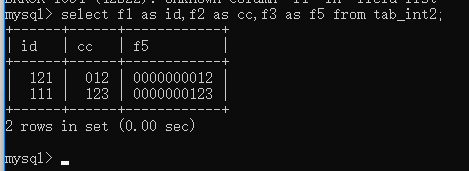 mysql> select f1 as id,f2 as cc,f3 as f5 from tab_int2;
+------+------+------------+
| id   | cc   | f5         |
+------+------+------------+
|  121 |  012 | 0000000012 |
|  111 |  123 | 0000000123 |
+------+------+------------+
2 rows in set (0.00 sec)
mysql> _